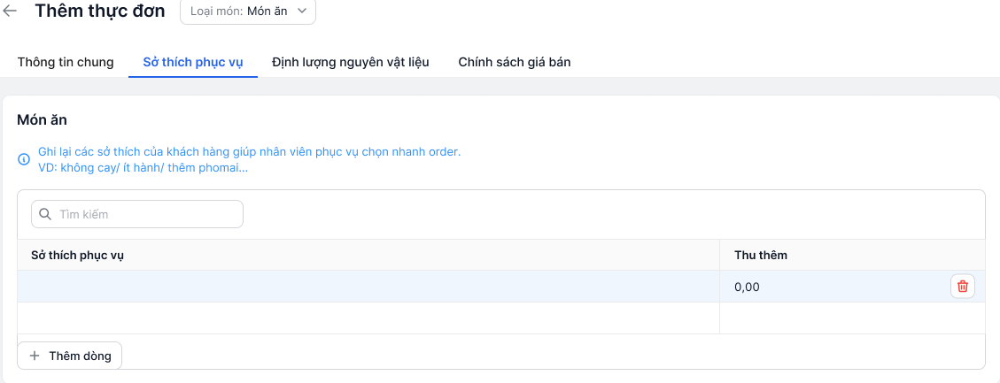 Thêm thực đơn
Loại món: Món ăn
Thông tin chung
Sở thích phục vụ
Định lượng nguyên vật liệu
Chính sách giá bán
Món ăn
Ghi lại các sở thích của khách hàng giúp nhân viên phục vụ chọn nhanh order.
VD: không cay/ ít hành/ thêm phomai...
Tìm kiếm
Sở thích phục vụ
Thu thêm
0,00
Thêm dòng